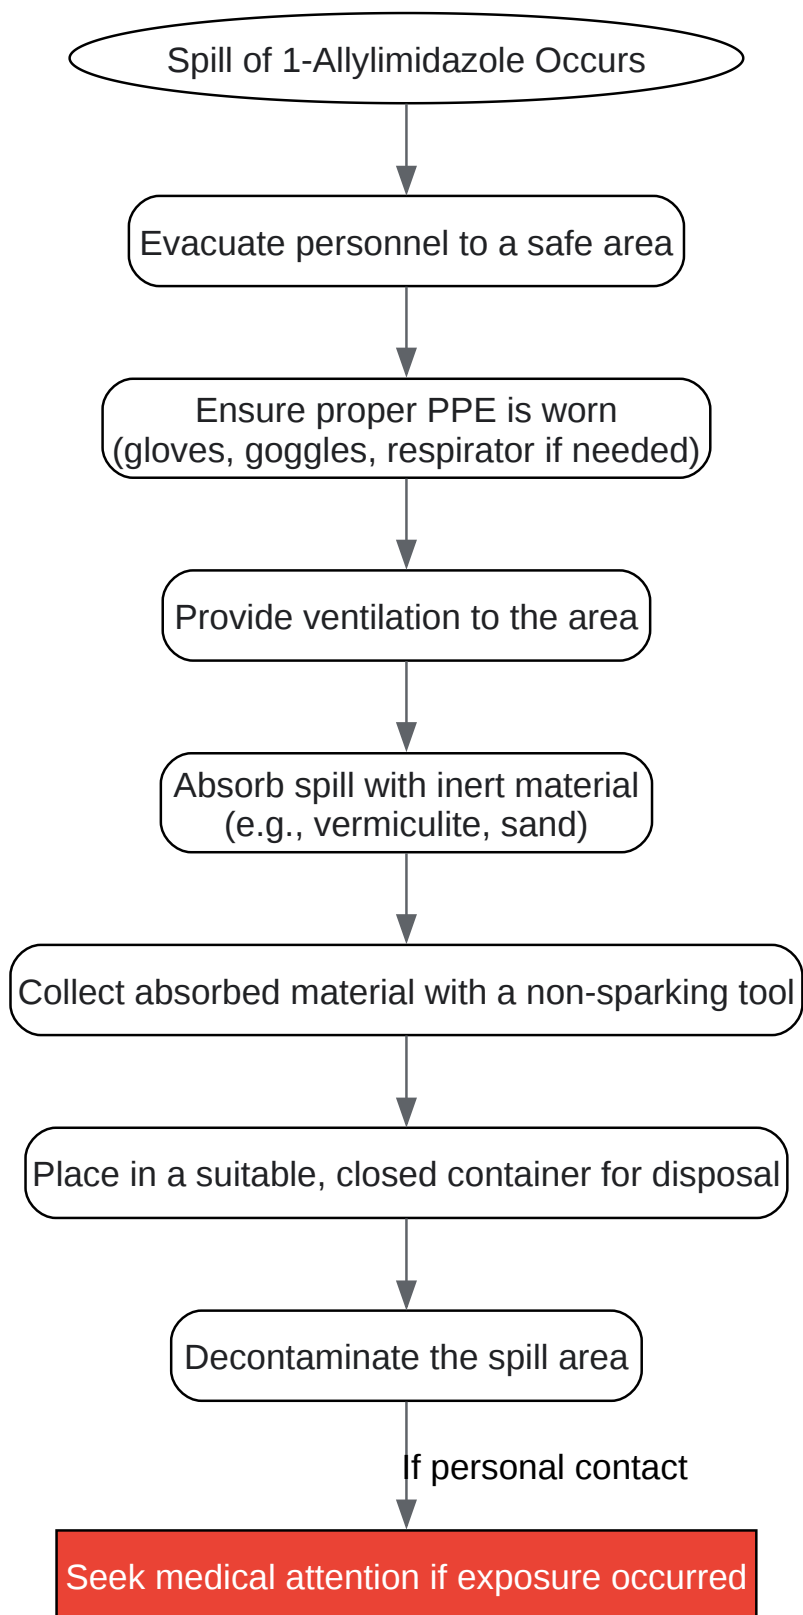 Spill of 1-Allylimidazole Occurs
Evacuate personnel to a safe area
Ensure proper PPE is worn
(gloves, goggles, respirator if needed)
Provide ventilation to the area
Absorb spill with inert material
(e.g., vermiculite, sand)
Collect absorbed material with a non-sparking tool
Place in a suitable, closed container for disposal
Decontaminate the spill area
If personal contact
Seek medical attention if exposure occurred